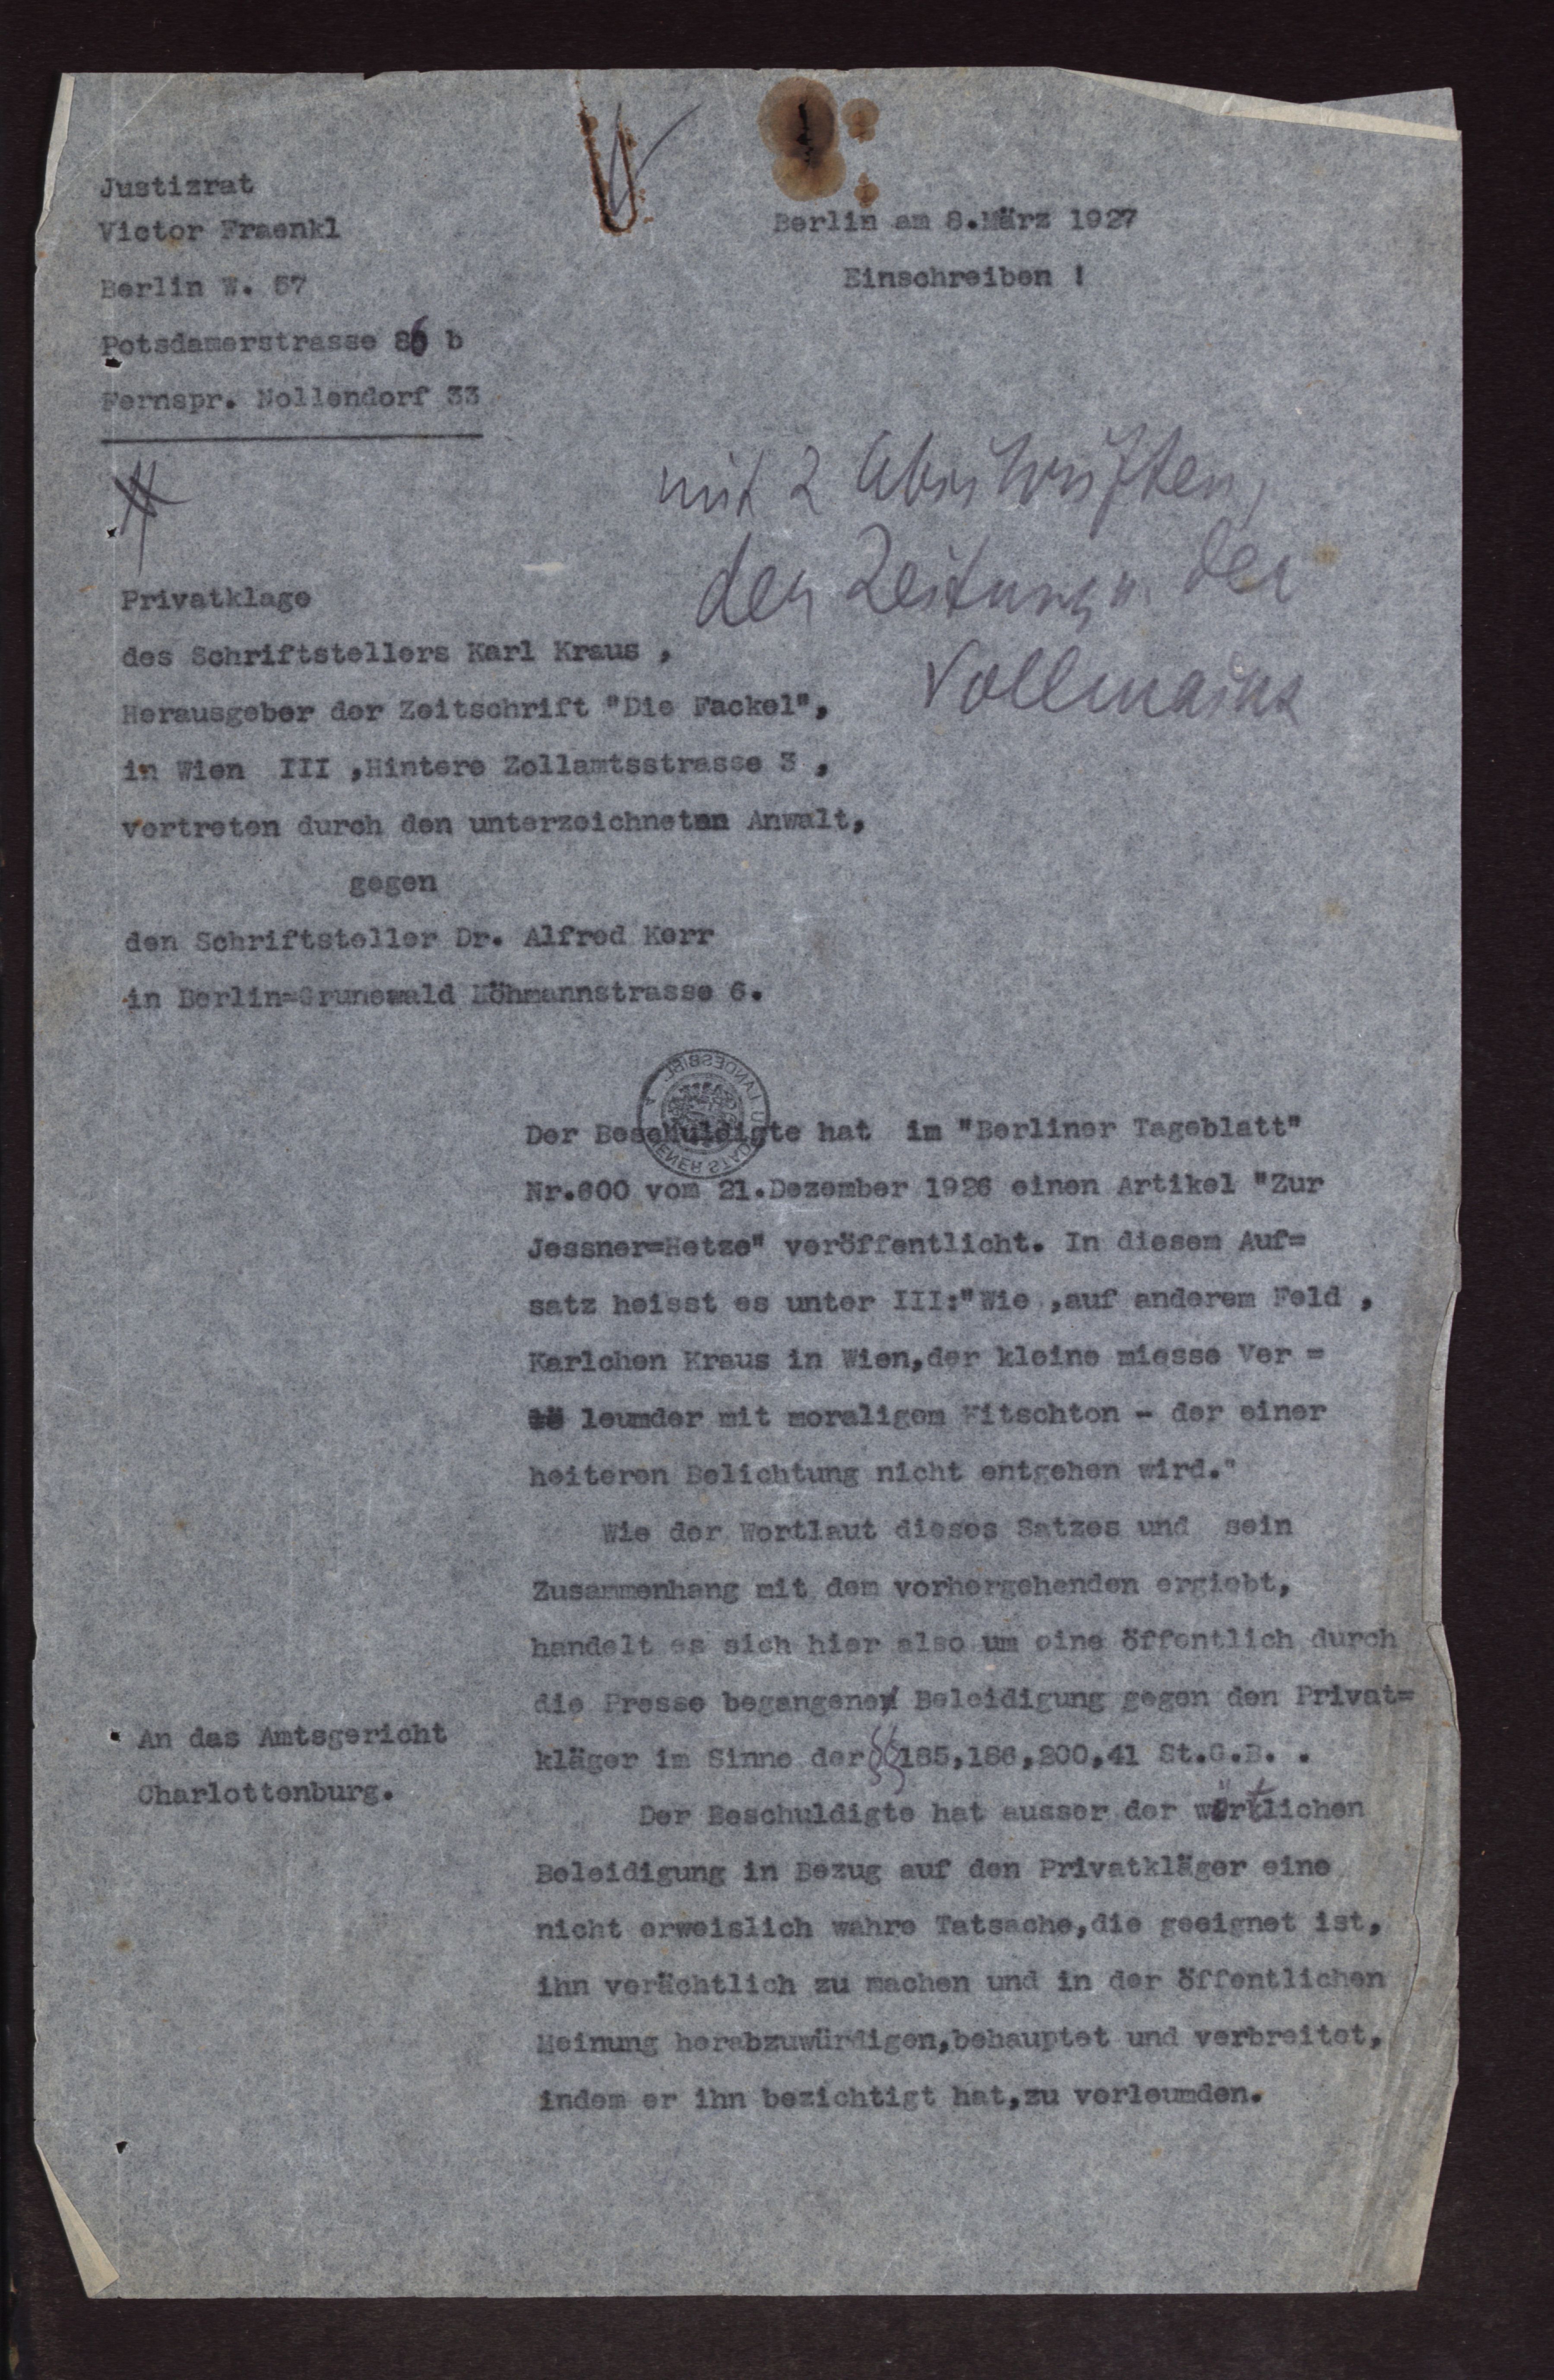 Justizrat
Victor Fraenkl
Berlin W. 57
Potsdamerstrasse 86 b
Fernspr. Nollendorf 33
Berlin am 8.März 1927
Einschreiben !
mit 2 Abschriften,
der Zeitung u. der
Vollmacht
Privatklage
des Schriftstellers Karl Kraus ,
Herausgeber der Zeitschrift "Die Fackel",
in Wien III ,Hintere Zollamtsstrasse 3 ,
vertreten durch den unterzeichneten Anwalt,
gegen
den Schriftsteller Dr. Alfred Kerr
in Berlin=Grunewald Höhmannstrasse 6.
Der Beschuldigte hat im "Berliner Tageblatt"
Nr.600 vom 21.Dezember 1926 einen Artikel "Zur
Jessner=Hetze" veröffentlicht. In diesem Auf=
satz heisst es unter III:"Wie ,auf anderem Feld ,
Karlchen Kraus in Wien,der kleine miesse Ver =
leumder mit moraligem Fitschton - der einer
heiteren Belichtung nicht entgehen wird."
Wie der Wortlaut dieses Satzes und sein
Zusammenhang mit dem vorhergehenden ergiebt,
handelt es sich hier also um eine öffentlich durch
die Presse begangene Beleidigung gegen den Privat=
kläger im Sinne der §§185,186,200,41 St.G.B. .
Der Beschuldigte hat ausser der wörtlichen
Beleidigung in Bezug auf den Privatkläger eine
nicht erweislich wahre Tatsache,die geeignet ist,
ihn verächtlich zu machen und in der öffentlichen
Meinung herabzuwürdigen,behauptet und verbreitet,
indem er ihn bezichtigt hat,zu verleumden.
An das Amtsgericht
Charlottenburg.